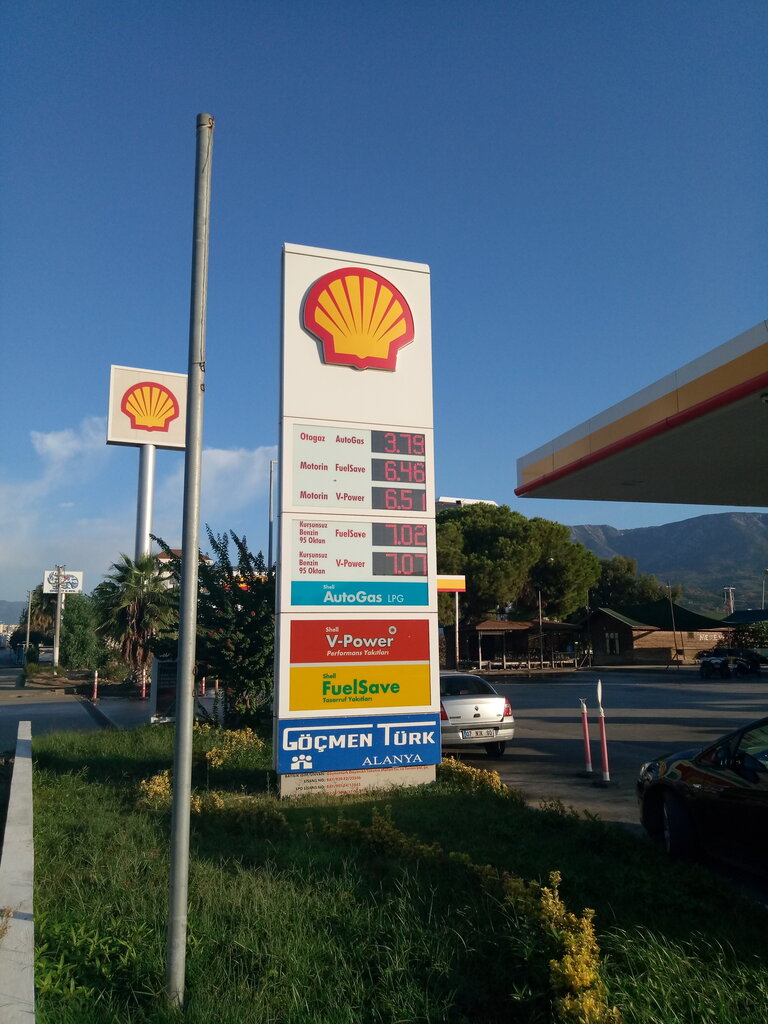 Otogaz AutoGas 3.79
Motorin FuelSave 6.46
Motorin V-Power 6.51
Kurşunsuz
Benzin
95 Oktan
FuelSave 7.02
Kurşunsuz
Benzin
95 Oktan
V-Power 7.07
Shell
AutoGas LPG
Shell
V-Power
Performans Yakıtları
Shell
FuelSave
Tasarruf Yakıtları
GÖÇMEN TÜRK
ALANYA